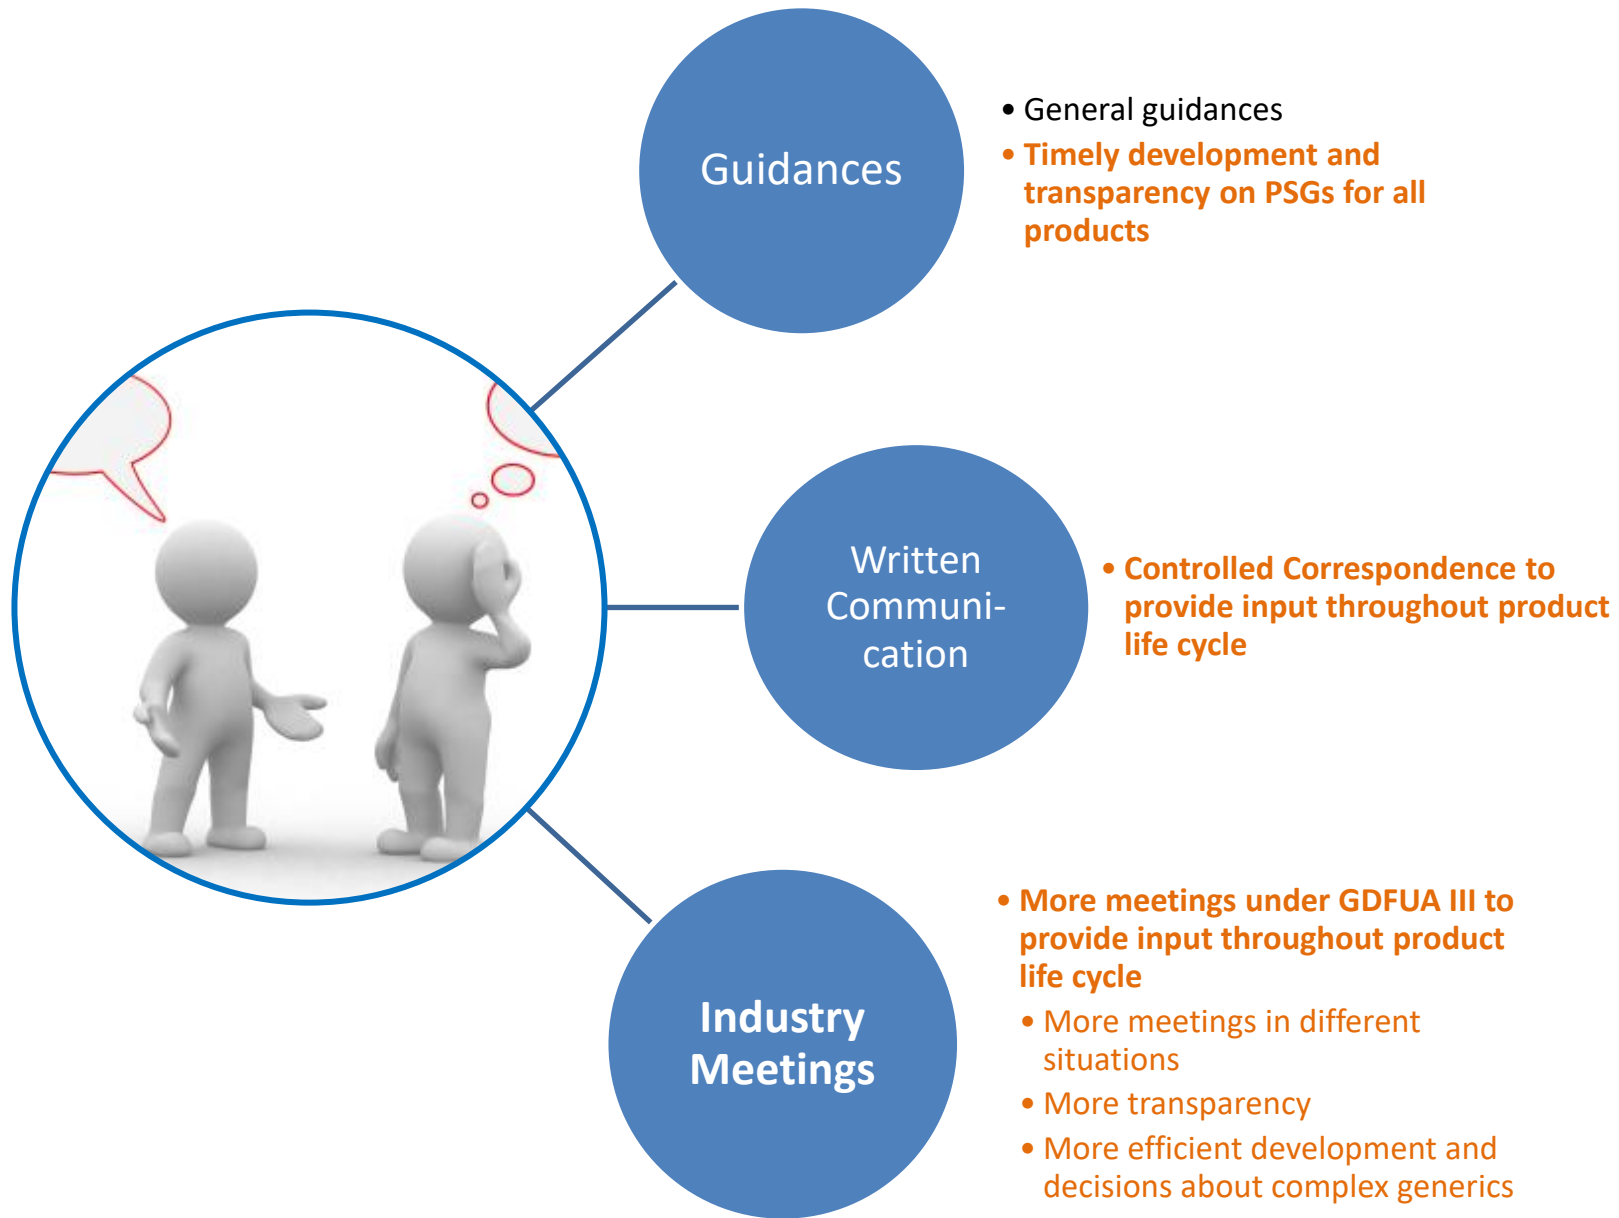 Guidances
• General guidances
• Timely development and
transparency on PSGs for all
products
Written
Communi-
cation
• Controlled Correspondence to
provide input throughout product
life cycle
Industry
Meetings
• More meetings under GDFUA III to
provide input throughout product
life cycle
• More meetings in different
situations
• More transparency
• More efficient development and
decisions about complex generics